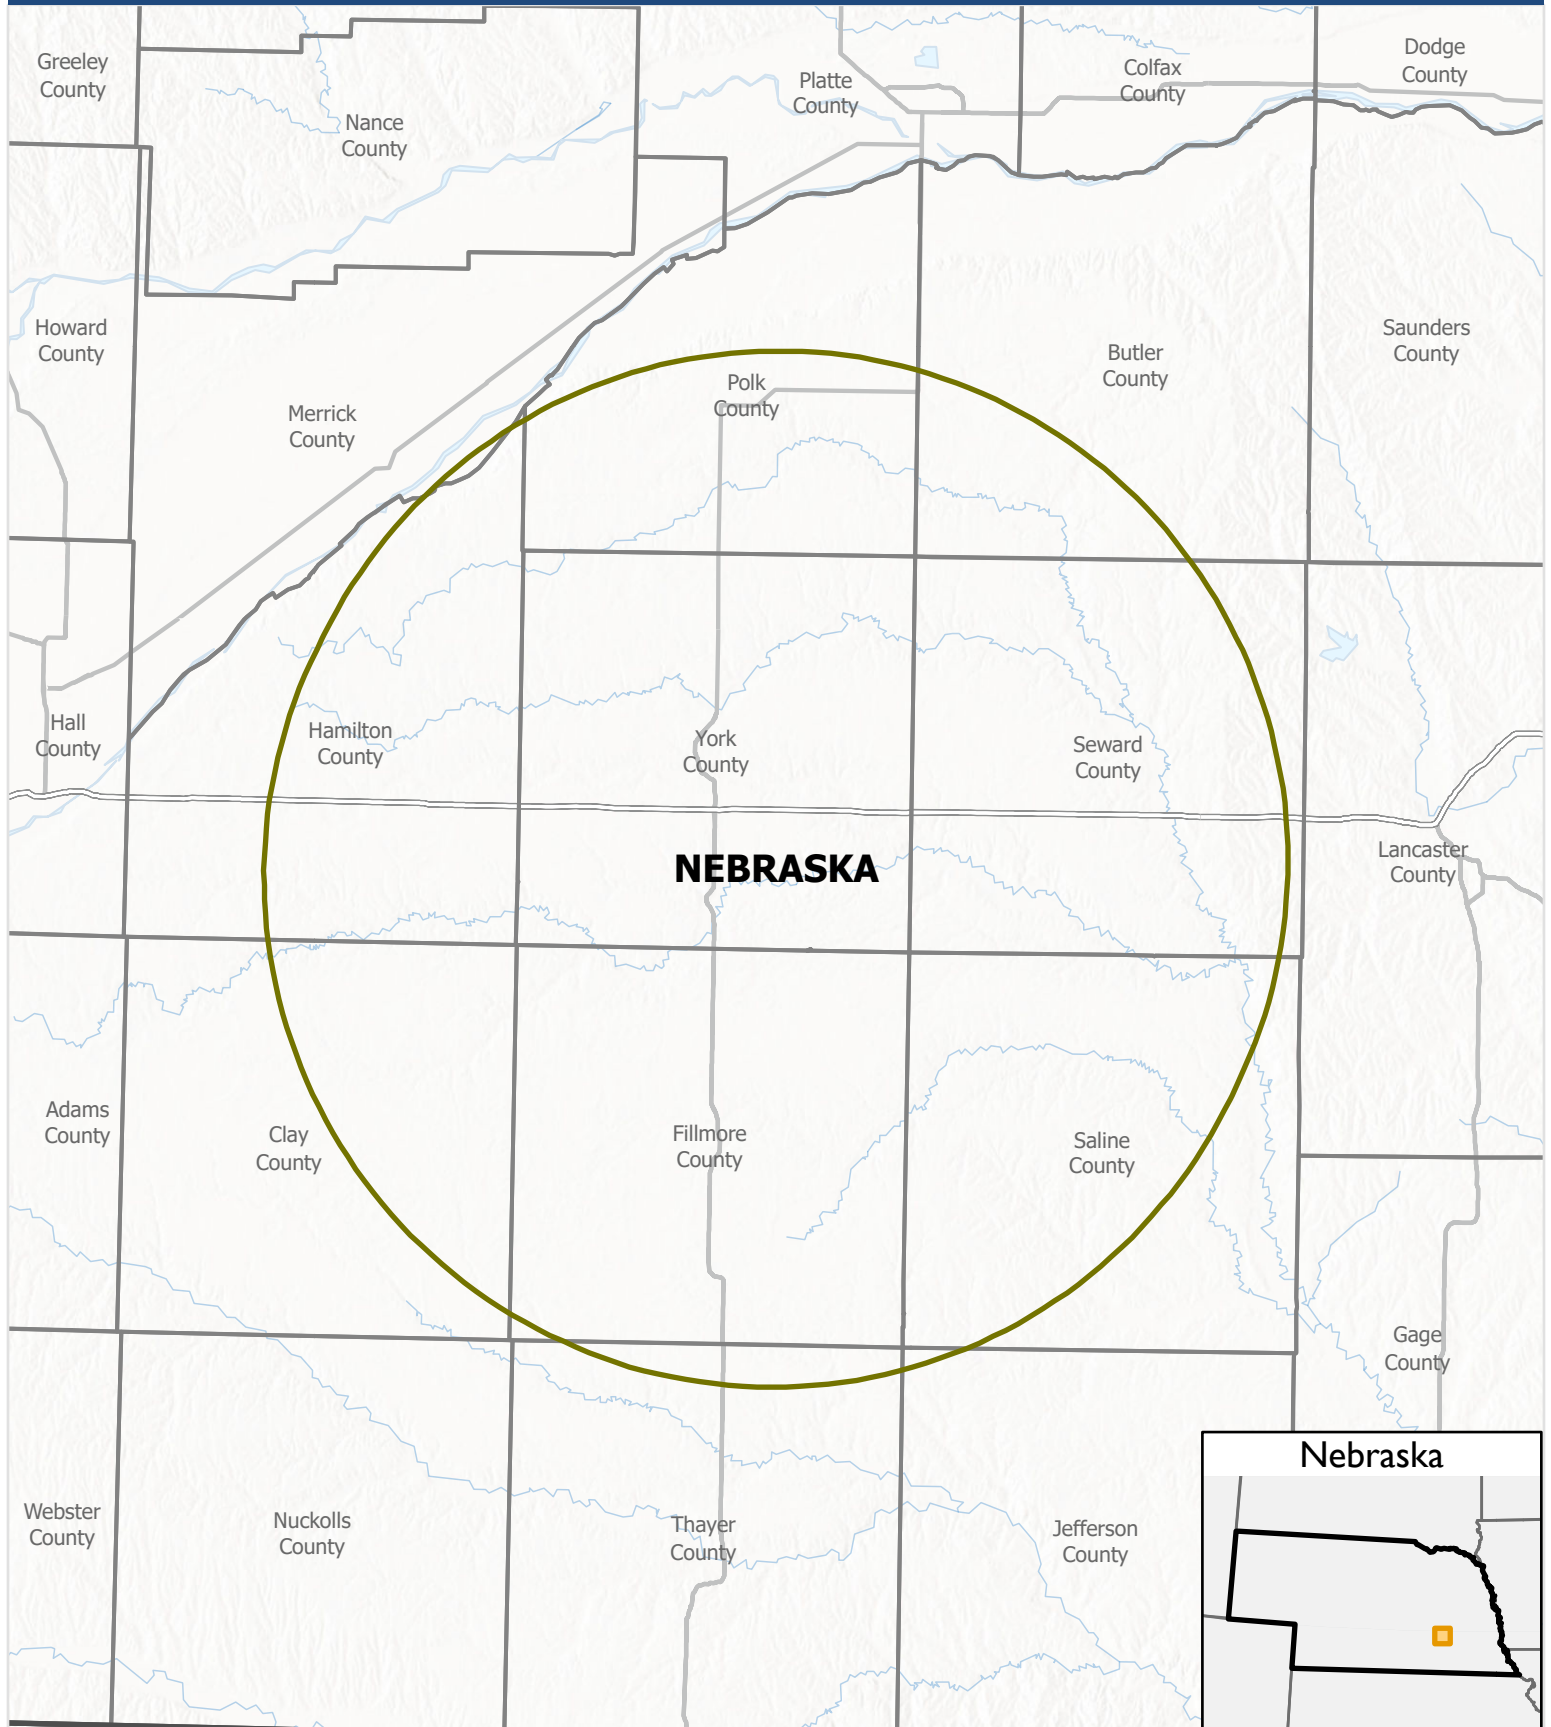 Greeley
County
Nance
County
Platte
County
Colfax
County
Dodge
County
Howard
County
Merrick
County
Polk
County
Butler
County
Saunders
County
Hall
County
Hamilton
County
York
County
Seward
County
NEBRASKA
Lancaster
County
Adams
County
Clay
County
Fillmore
County
Saline
County
Gage
County
Webster
County
Nuckolls
County
Thayer
County
Jefferson
County
Nebraska